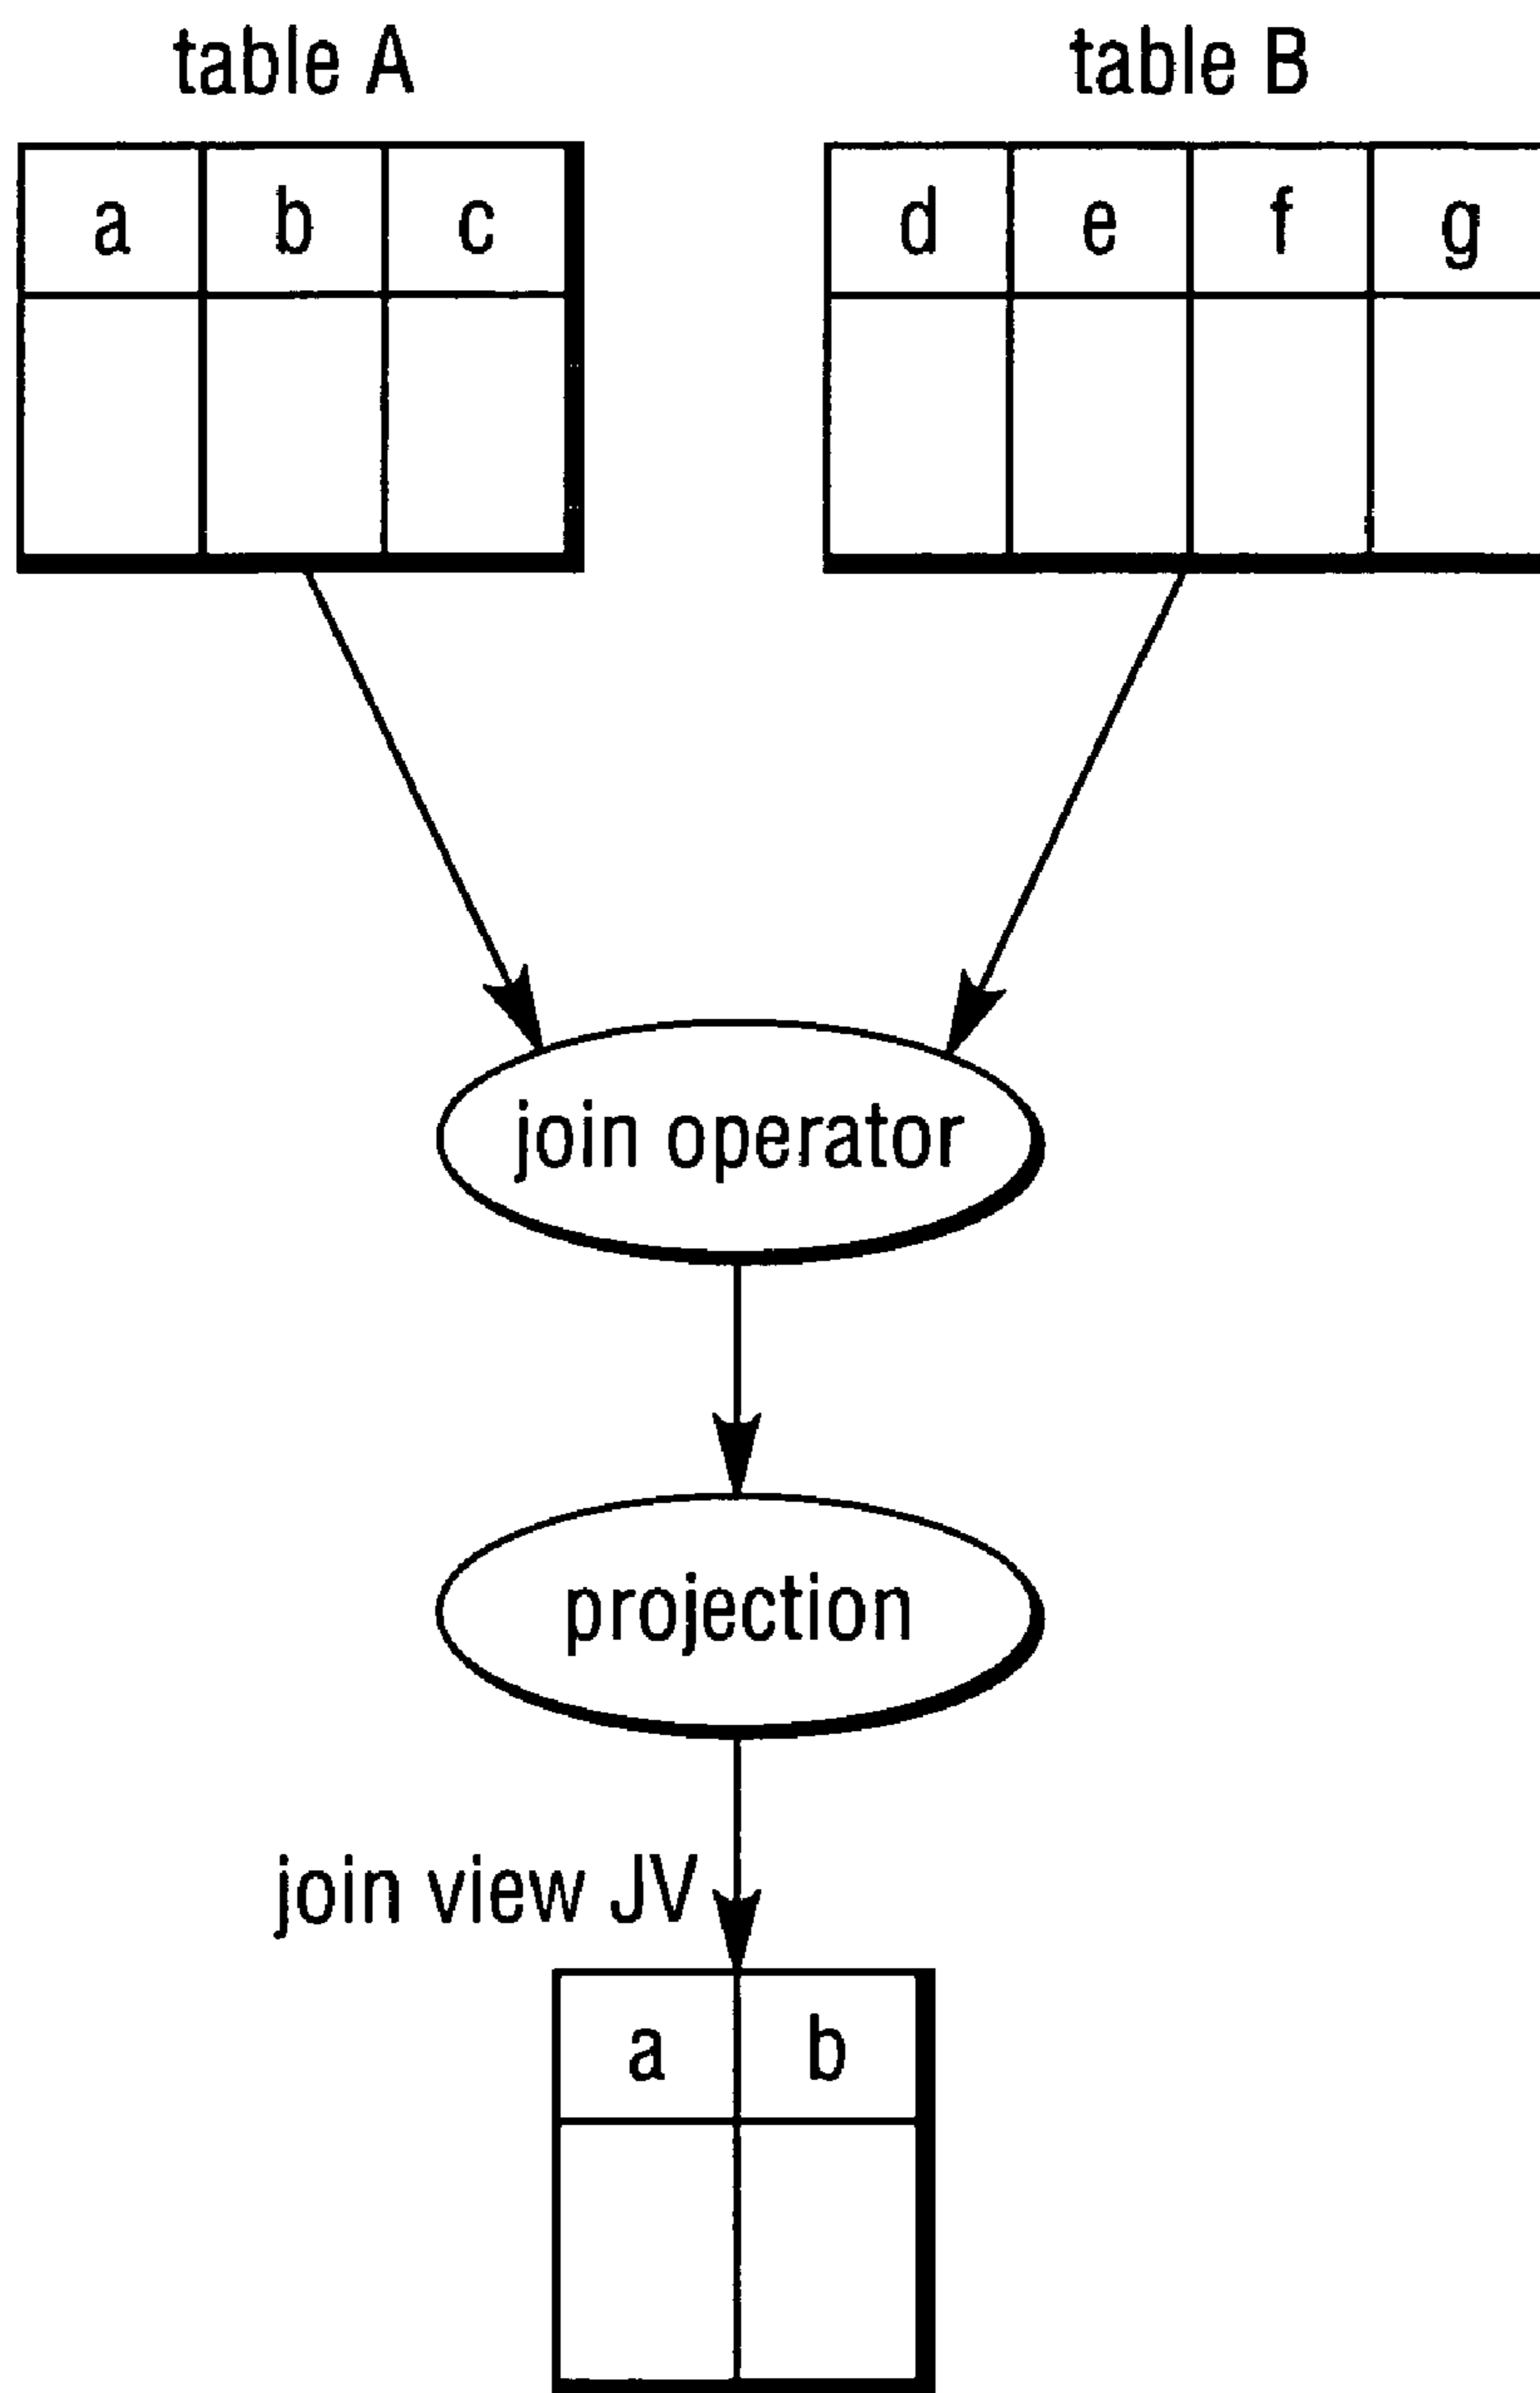 table A
table B
a b c
d e f g
join operator
projection
join view JV
a b